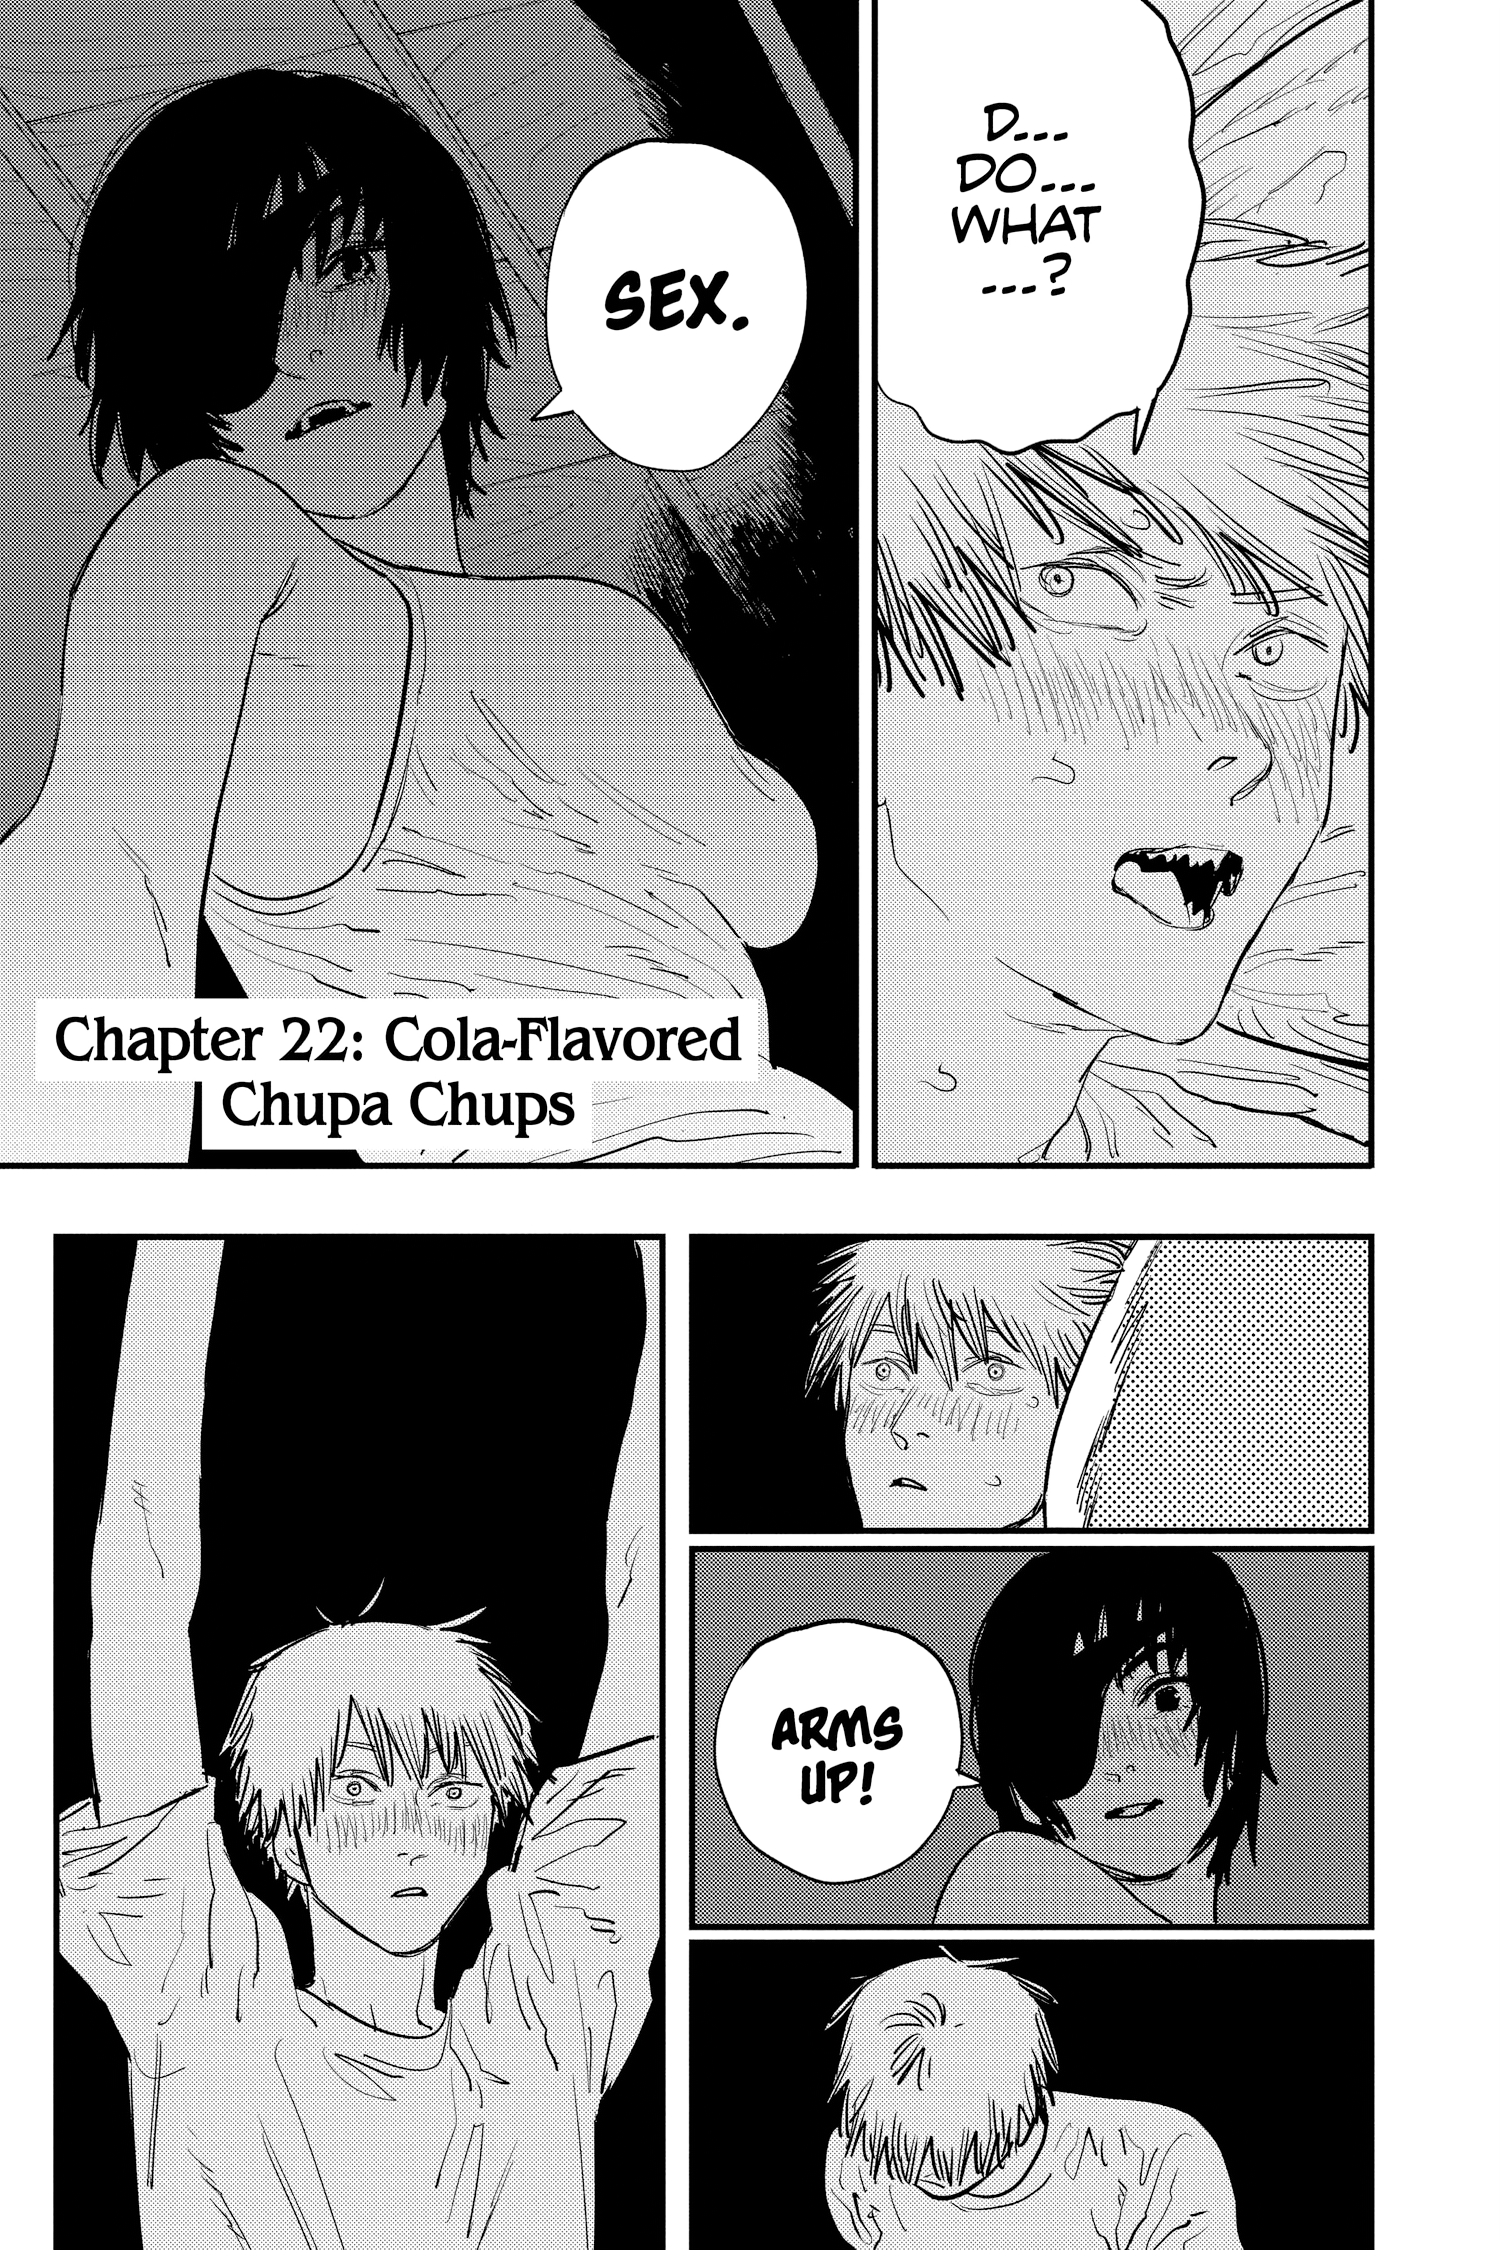 D...
DO...
WHAT
...?
SEX.
Chapter 22: Cola-Flavored
Chupa Chups
ARMS
UP!